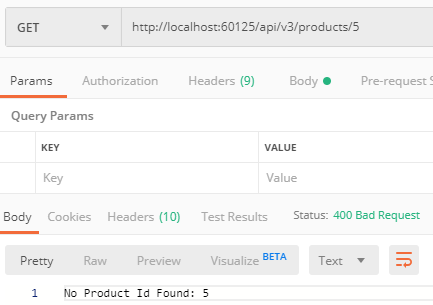 GET http://localhost:60125/api/v3/products/5
Params Authorization Headers (9) Body Pre-request S
Query Params
KEY VALUE
Key Value
Body Cookies Headers (10) Test Results Status: 400 Bad Request
Pretty Raw Preview Visualize BETA Text
1 No Product Id Found: 5